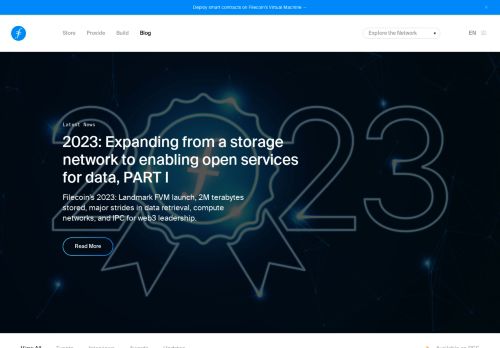 Deploy smart contracts on Filecoin's Virtual Machine →
Store Provide Build Blog Explore the Network EN
2023
Latest News
2023: Expanding from a storage
network to enabling open services
for data, PART I
Filecoin's 2023: Landmark FVM launch, 2M terabytes
stored, major strides in data retrieval, compute
networks, and IPC for web3 leadership.
Read More